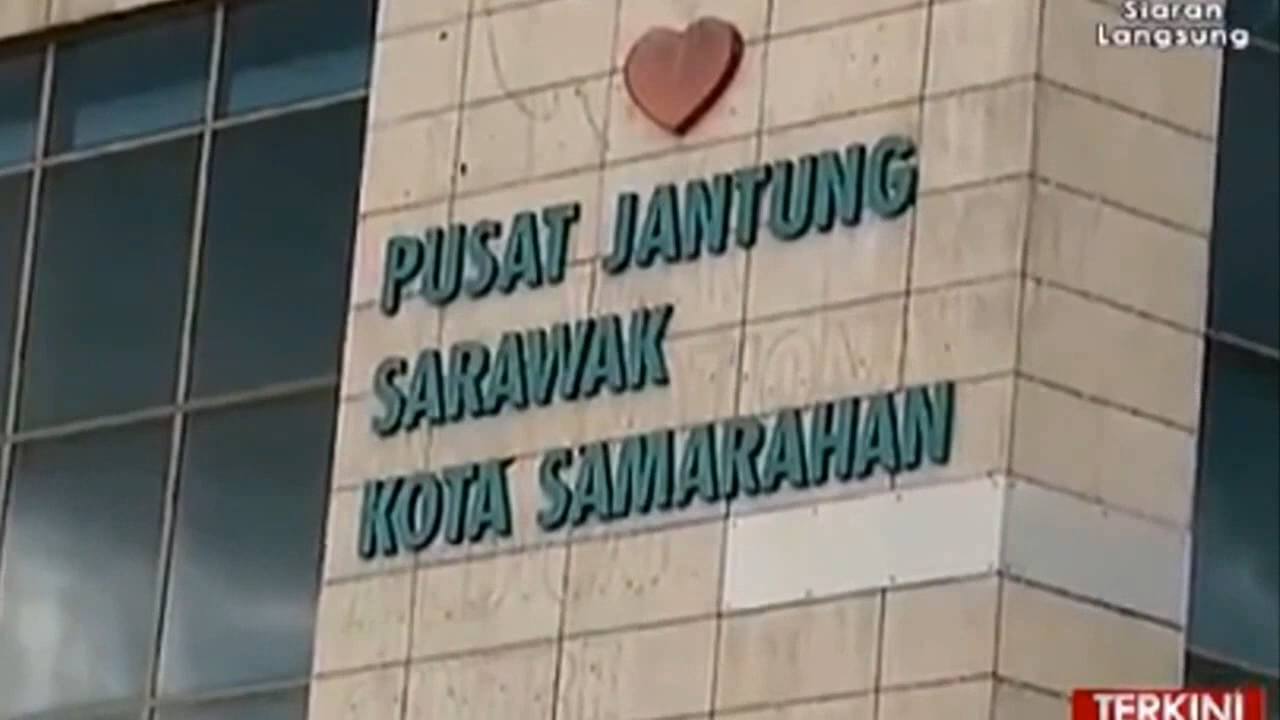 Siaran
Langsung
PUSAT JANTUNG
SARAWAK
KOTA SAMARAHAN
TERKINI